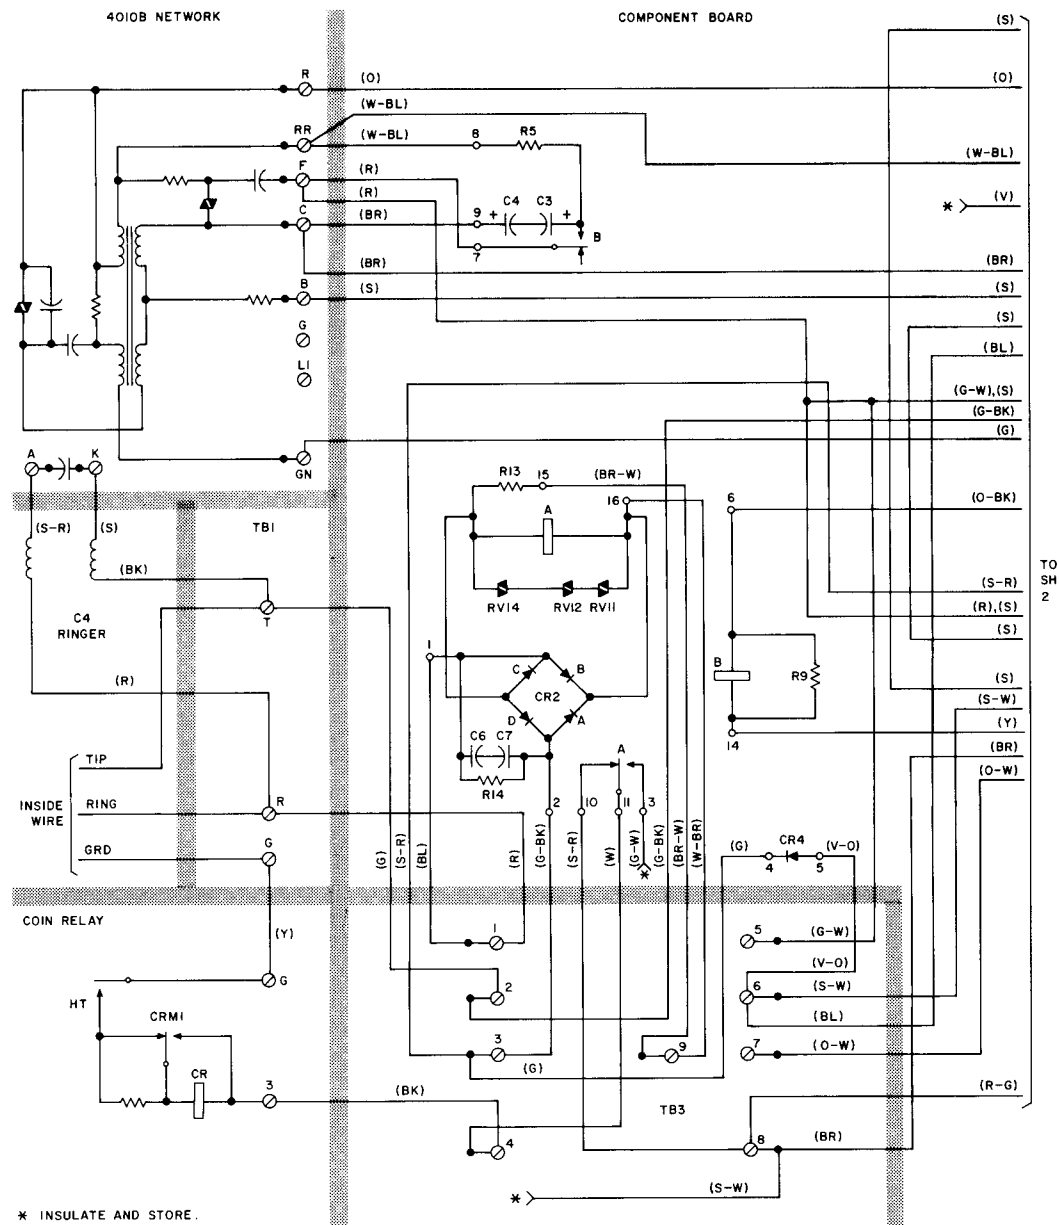 4010B NETWORK
COMPONENT BOARD
(S)
R
(O)
(O)
(W-BL)
RR
(W-BL)
8
R5
(W-BL)
F
(R)
(R)
(V)
*
C4
C3
C
(BR)
9
+
+
B
7
(BR)
(BR)
B
(S)
(S)
G
(S)
(BL)
L1
(G-W),(S)
(G-BK)
(G)
A
K
GN
R13
15
(BR-W)
16
6
(O-BK)
A
(S-R)
(S)
TB1
TO
SH
2
(BK)
RV14
RV12
RV11
(S-R)
(R),(S)
C4
RINGER
T
(S)
1
C
B
B
R9
(R)
CR2
(S)
D
A
(S-W)
C6
C7
14
(Y)
A
(BR)
TIP
R14
(O-W)
INSIDE
WIRE
RING
R
2
10
11
3
GRD
G
(G)
(S-R)
(BL)
(R)
(G-BK)
(S-R)
(W)
(G-W)
(G-BK)
(BR-W)
(W-BR)
*
(G)
CR4
(V-O)
4
5
COIN RELAY
(Y)
1
5
(G-W)
(V-O)
G
2
6
(S-W)
HT
(BL)
CRM1
3
9
7
(O-W)
(G)
CR
3
(BK)
(R-G)
TB3
4
8
(BR)
(S-W)
*
* INSULATE AND STORE.